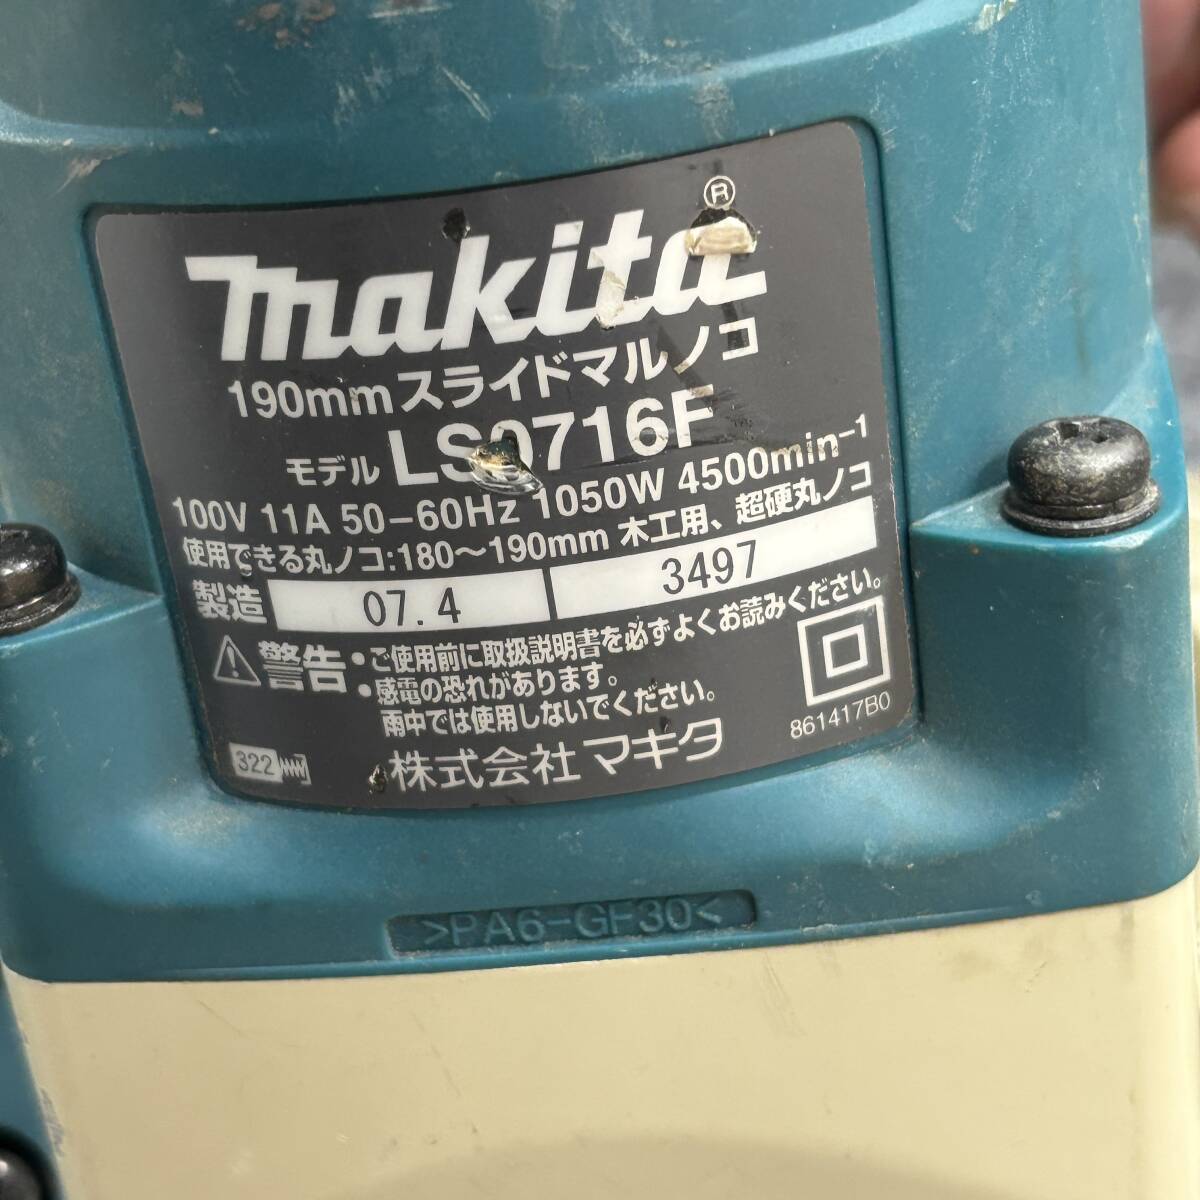 makita®
190mm スライドマルノコ
モデル LS0716F
100V 11A 50-60Hz 1050W 4500min⁻¹
使用できる丸ノコ:180～190mm 木工用、超硬丸ノコ
製造 07.4 3497
⚠警告・ご使用前に取扱説明書を必ずよくお読みください。
・感電の恐れがあります。
雨中では使用しないでください。
322
株式会社 マキタ
861417B0
>PA6-GF30<